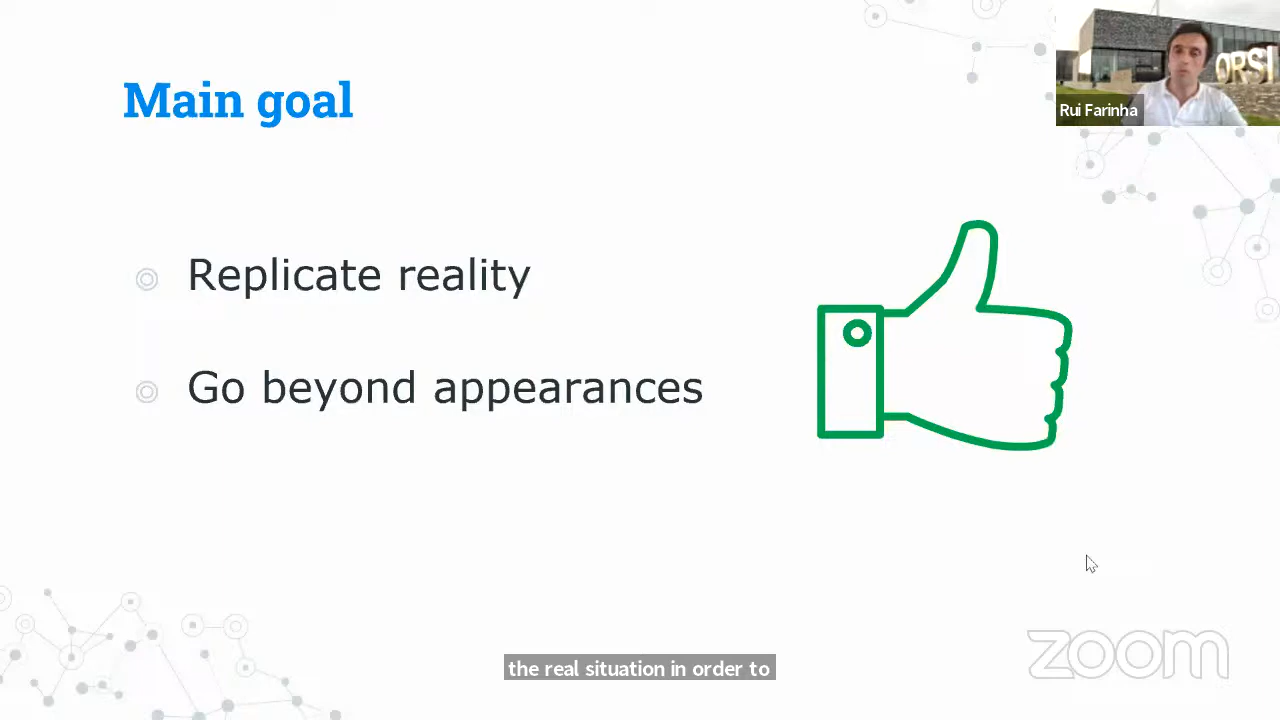 ORSI
Rui Farinha
Main goal
Replicate reality
Go beyond appearances
zoom
the real situation in order to